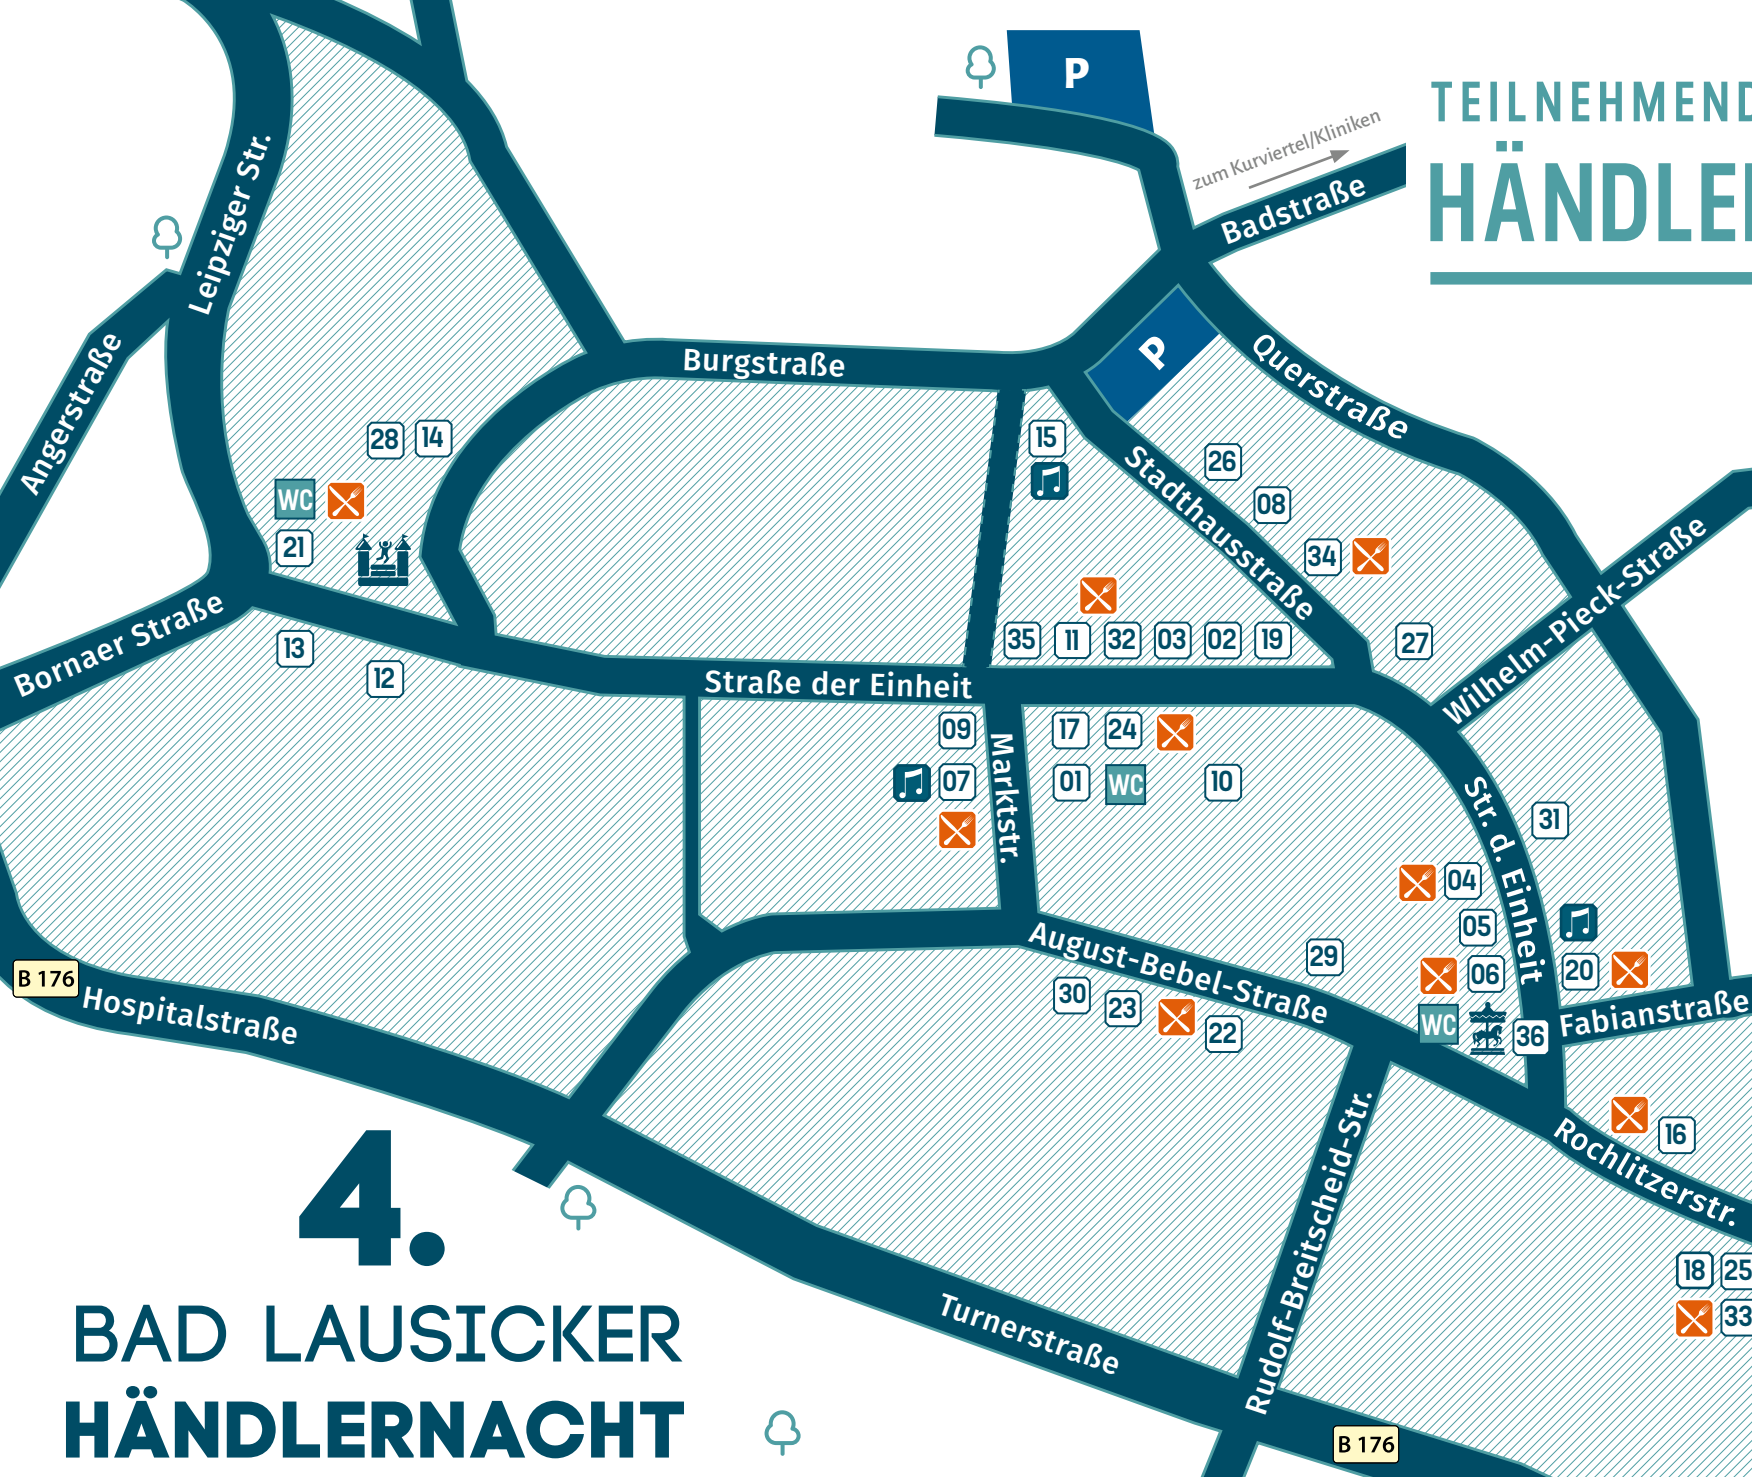 P
TEILNEHMEND
HÄNDLE
zum Kurviertel/Kliniken
Badstraße
Leipziger Str.
Angerstraße
Burgstraße
P
Querstraße
28
14
15
26
Stadthausstraße
08
WC
21
34
Wilhelm-Pieck-Straße
Bornaer Straße
13
12
35
11
32
03
02
19
27
Straße der Einheit
09
17
24
Marktstr.
07
01
WC
10
Str. d. Einheit
31
04
05
29
06
20
August-Bebel-Straße
30
23
22
WC
36
Fabianstraße
B 176
Hospitalstraße
16
Rochlitzerstr.
Rudolf-Breitscheid-Str.
18
25
33
4.
BAD LAUSICKER
HÄNDLERNACHT
Turnerstraße
B 176